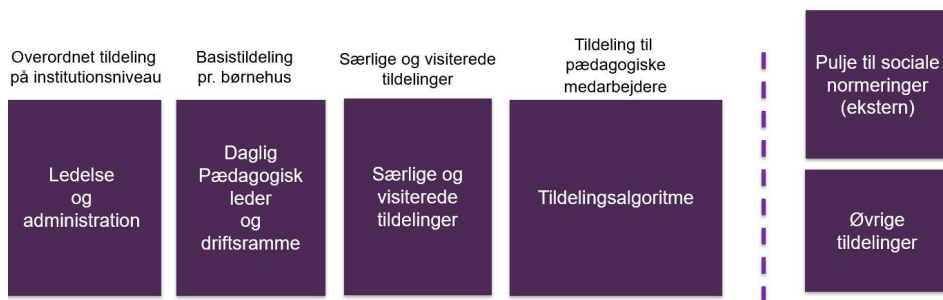 Overordnet tildeling
på institutionsniveau
Ledelse
og
administration
Basistildeling
pr. børnehus
Daglig
Pædagogisk
leder
og
driftsramme
Særlige og visiterede
tildelinger
Særlige og
visiterede
tildelinger
Tildeling til
pædagogiske
medarbejdere
Tildelingsalgoritme
Pulje til sociale
normeringer
(ekstern)
Øvrige
tildelinger